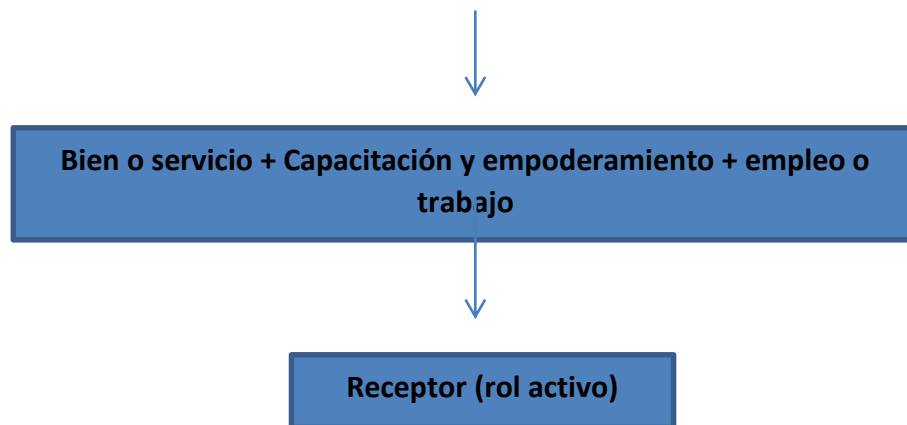 Bien o servicio + Capacitación y empoderamiento + empleo o
trabajo
Receptor (rol activo)